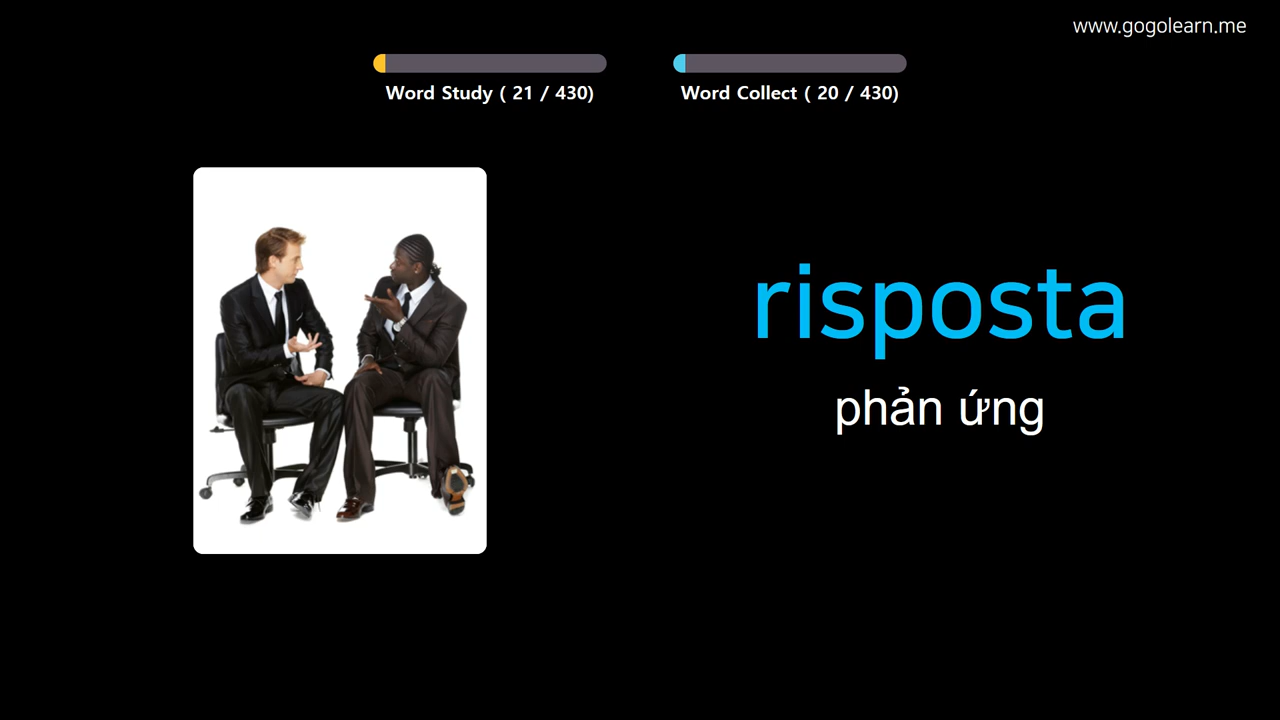 www.gogolearn.me
Word Study ( 21 / 430)
Word Collect ( 20 / 430)
risposta
phản ứng